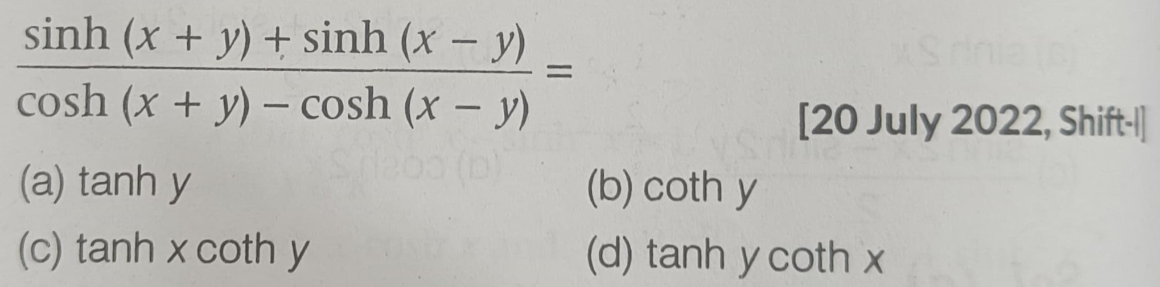 sinh (x + y) + sinh (x – y)
cosh (x + y) – cosh (x – y) =
[20 July 2022, Shift-I]
(a) tanh y (b) coth y
(c) tanh x coth y (d) tanh y coth x